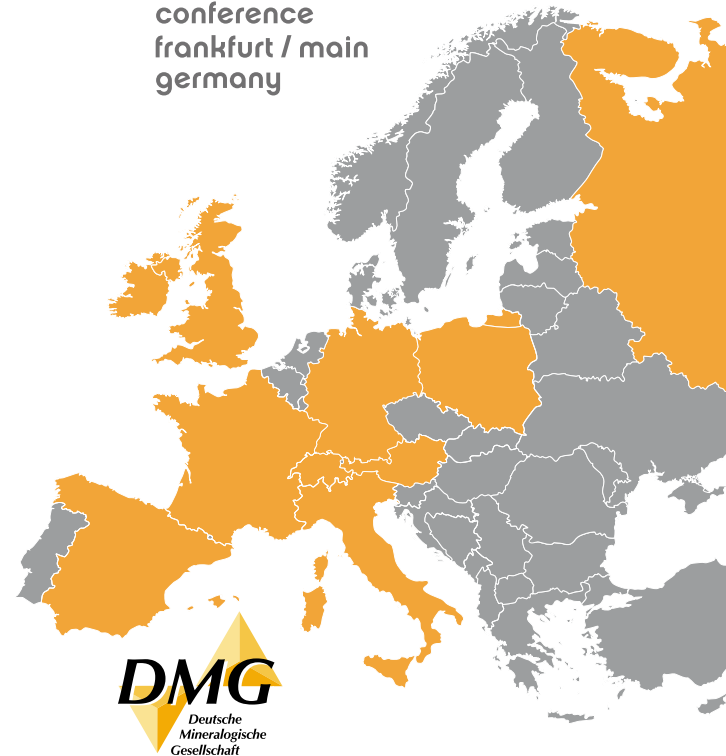 conference
frankfurt / main
germany
DMG
Deutsche
Mineralogische
Gesellschaft